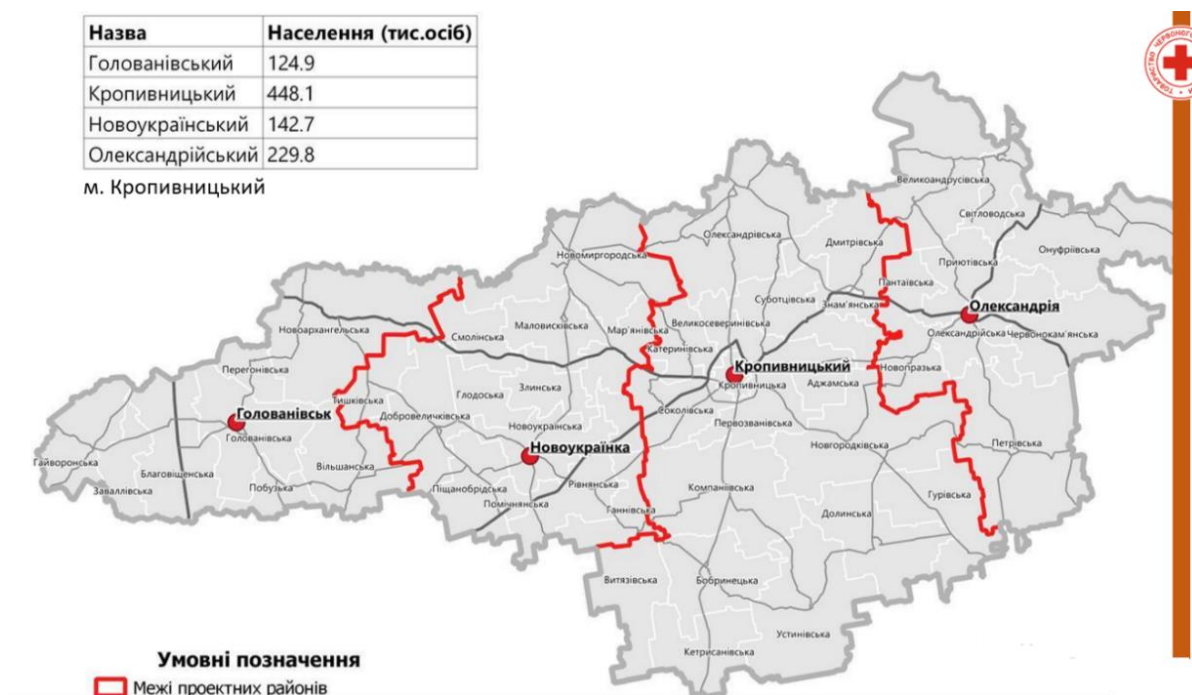 Назва Населення (тис.осіб)
Голованівський 124.9
Кропивницький 448.1
Новоукраїнський 142.7
Олександрійський 229.8
м. Кропивницький
Великоандрусівська
Світловодська
Олександрівська
Дмитрівська
Онуфріївська
Новомиргородська
Приютівська
Пантаївська
Суботцівська
Знам'янська
Олександрія
Новоархангельська
Смолінська
Маловисківська
Мар'янівська
Великосеверинівська
Олександрійська
Червонокам'янська
Катеринівська
Перегонівська
Кропивницький
Новопразька
Кропивницька
Аджамська
Злинська
Глодоська
Тишківська
Голованівськ
Добровеличківська
Соколівська
Голованівська
Новоукраїнська
Первозванівська
Новоукраїнка
Новгородківська
Петрівська
Гайворонська
Благовіщенська
Вільшанська
Побузька
Заваллівська
Піщанобрідська
Рівнянська
Компаніївська
Гурівська
Помічнянська
Ганнівська
Долинська
Витязівська
Бобринецька
Устинівська
Кетрисанівська
Умовні позначення
Межі проектних районів